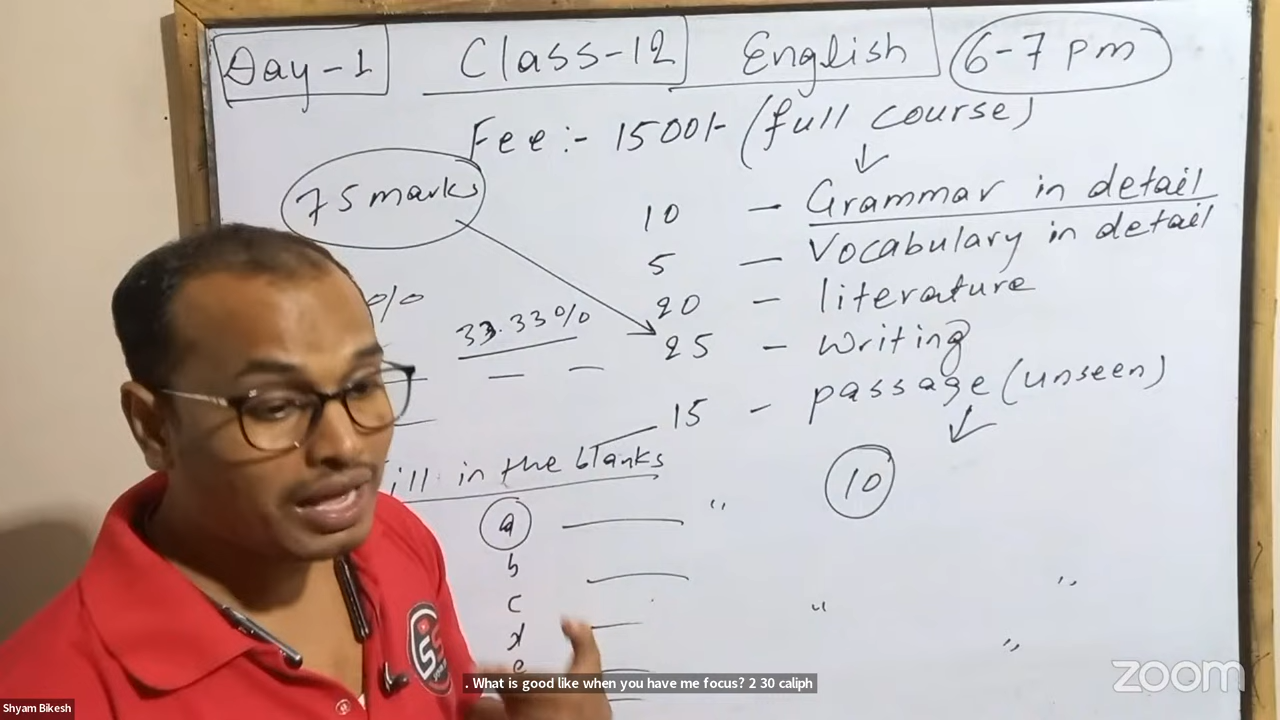 Day-1 Class-12 English 6-7 pm
Fee:- 1500/- (full course)
75 marks
10 - Grammar in detail
5 - Vocabulary in detail
20 - literature
%
33.33%
25 - writing
15 - passage (unseen)
fill in the blanks
10
a
b
c
d
e
. What is good like when you have me focus? 2 30 caliph
Shyam Bikesh
zoom